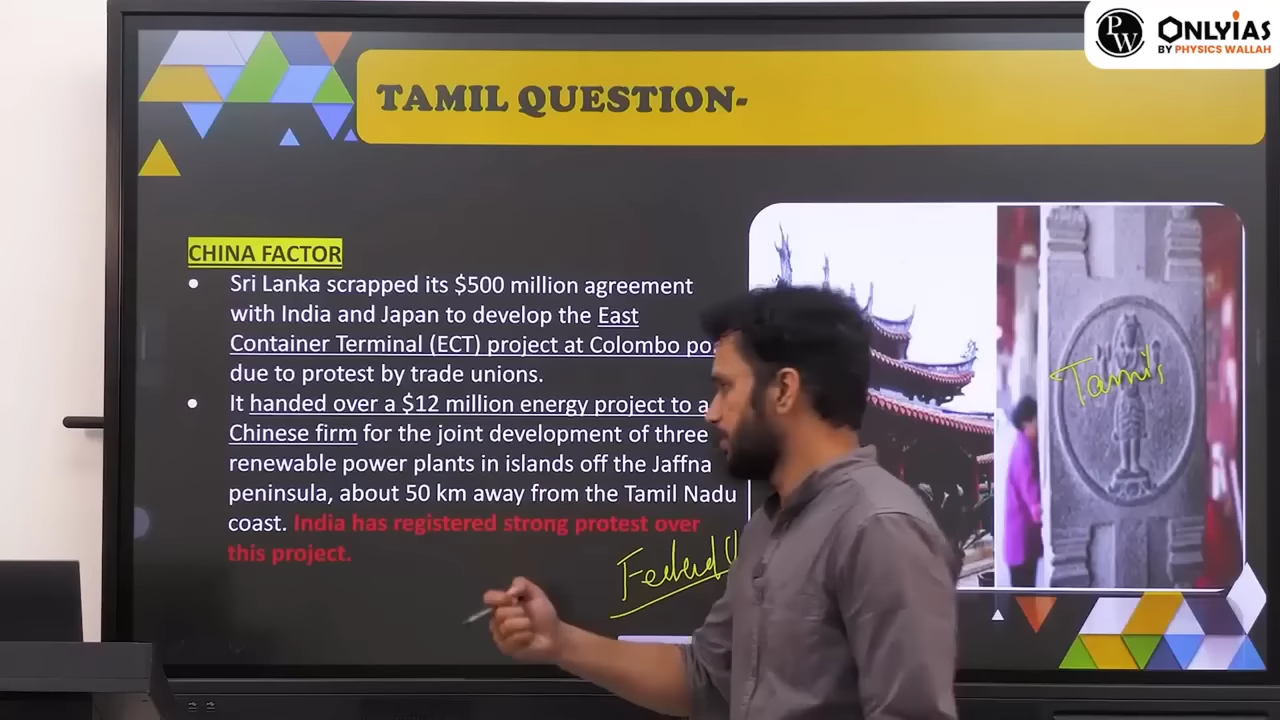 PW
ONLYIAS
BY PHYSICS WALLAH
TAMIL QUESTION-
CHINA FACTOR
• Sri Lanka scrapped its $500 million agreement
with India and Japan to develop the East
Container Terminal (ECT) project at Colombo
due to protest by trade unions.
• It handed over a $12 million energy project to a
Chinese firm for the joint development of three
renewable power plants in islands off the Jaffna
peninsula, about 50 km away from the Tamil Nadu
coast. India has registered strong protest over
this project.
Tamils